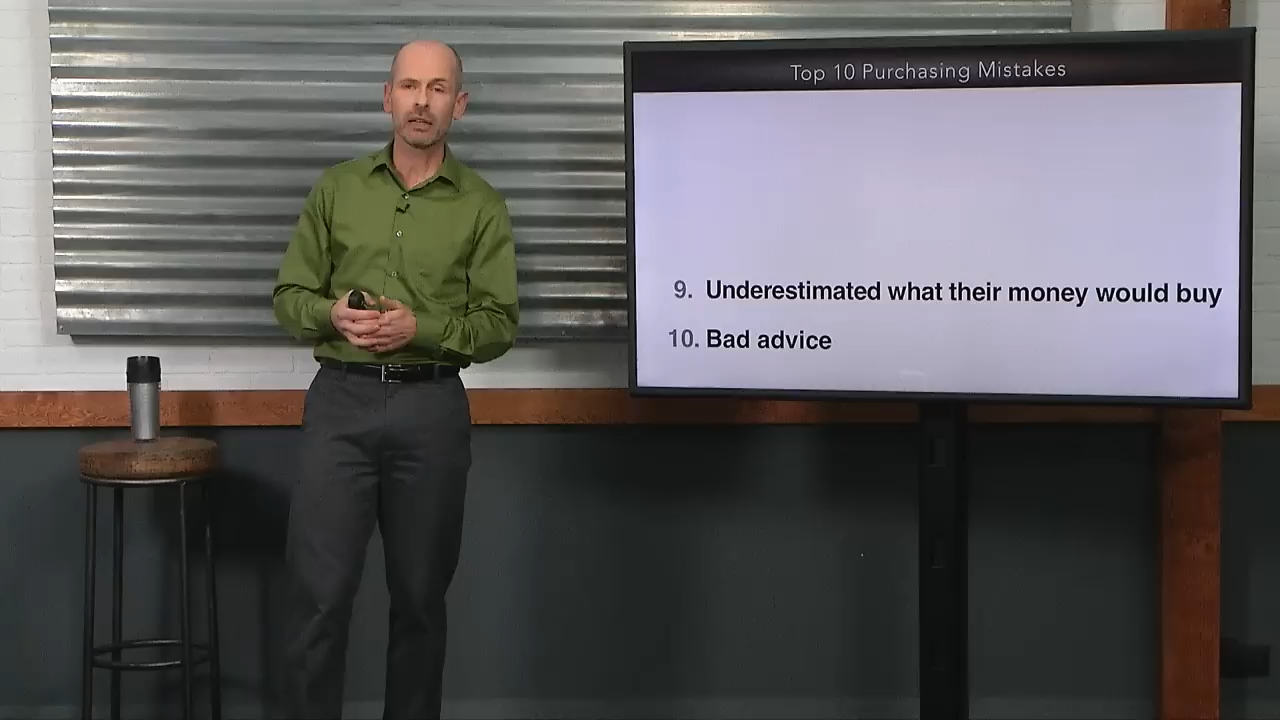 Top 10 Purchasing Mistakes
9. Underestimated what their money would buy
10. Bad advice